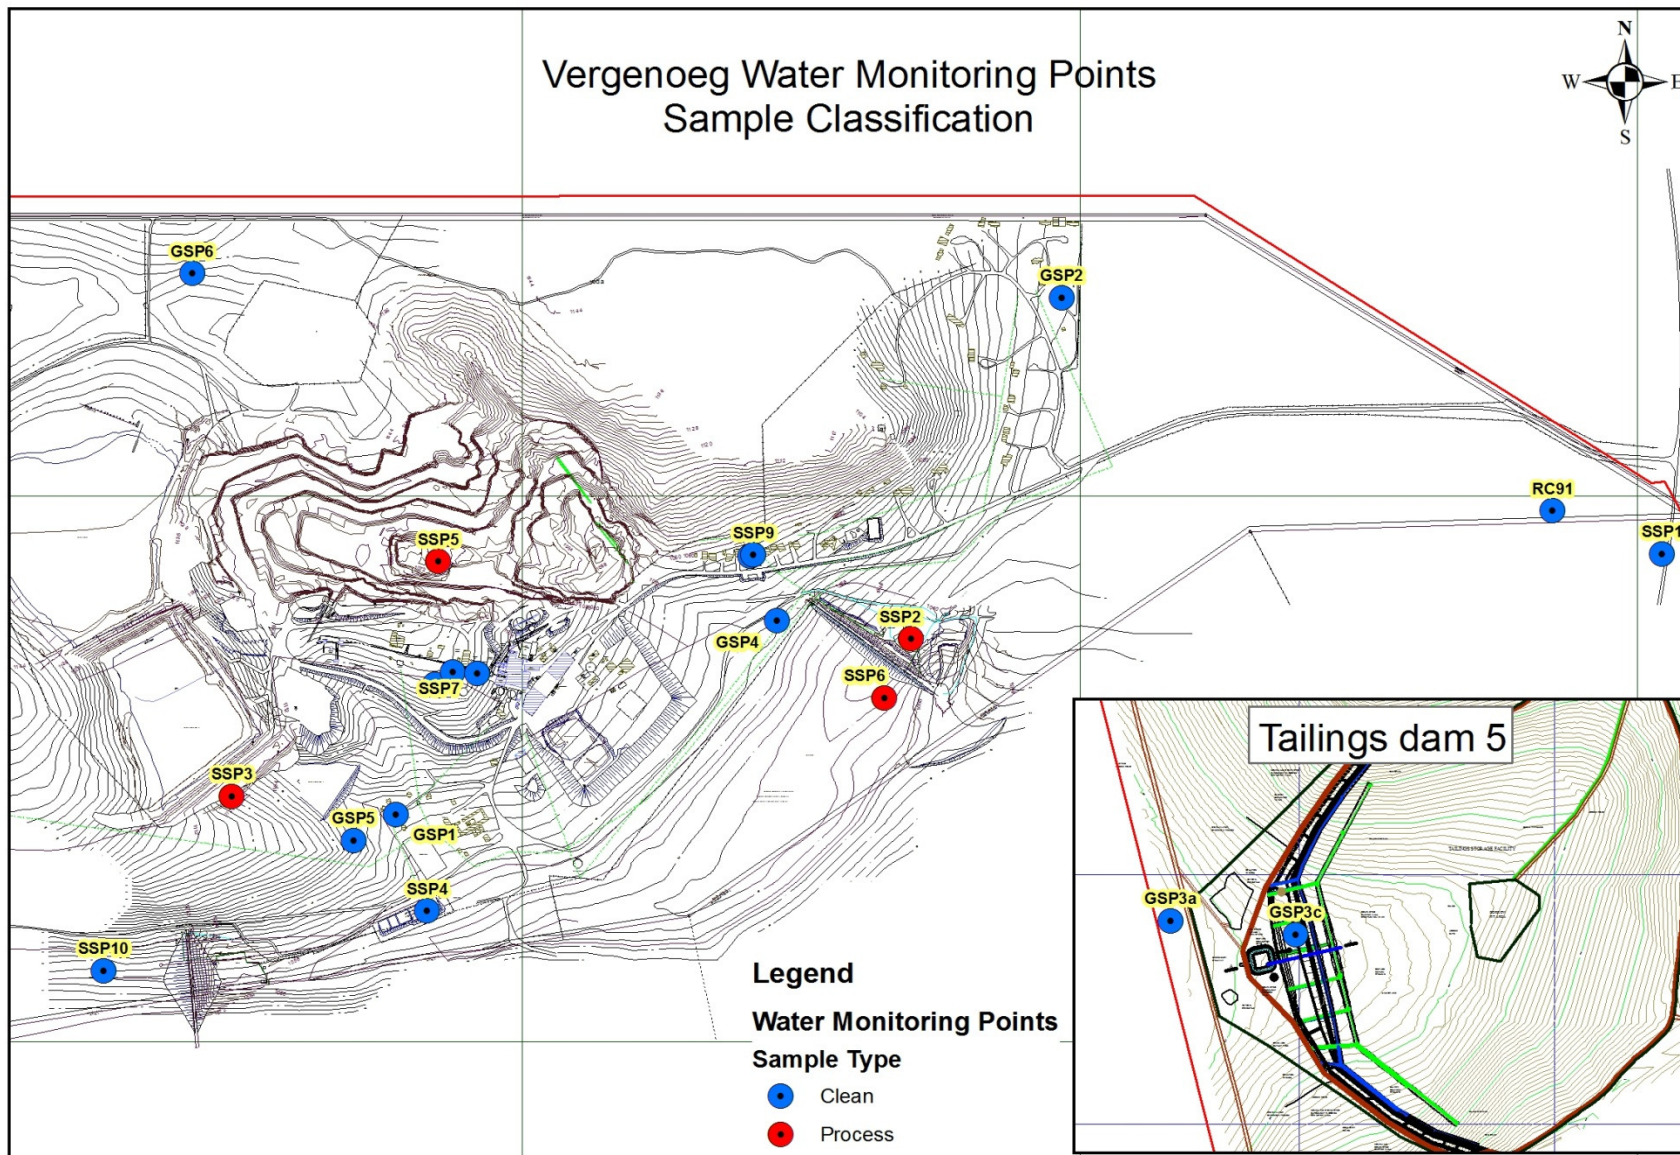 Vergenoeg Water Monitoring Points
Sample Classification
N
W
E
S
GSP6
GSP2
RC91
SSP1
SSP5
SSP9
GSP4
SSP2
SSP6
SSP7
SSP3
GSP5
GSP1
SSP4
SSP10
Legend
Water Monitoring Points
Sample Type
Clean
Process
Tailings dam 5
GSP3a
GSP3c